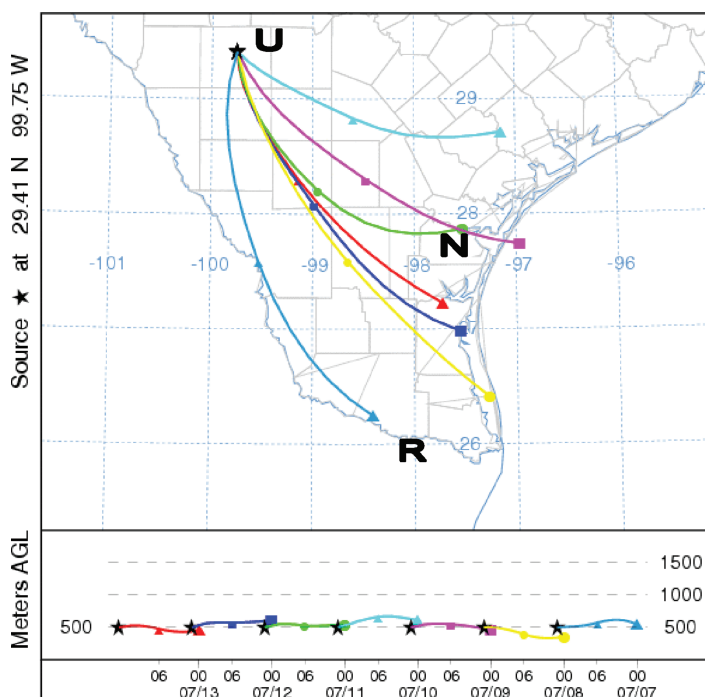 Source ★ at 29.41 N 99.75 W
U
29
28
N
-101 -100 -99 -98 -97 -96
26
R
Meters AGL
1500
1000
500 500
06 00 06 00 06 00 06 00 06 00 06 00 06 00
07/13 07/12 07/11 07/10 07/09 07/08 07/07